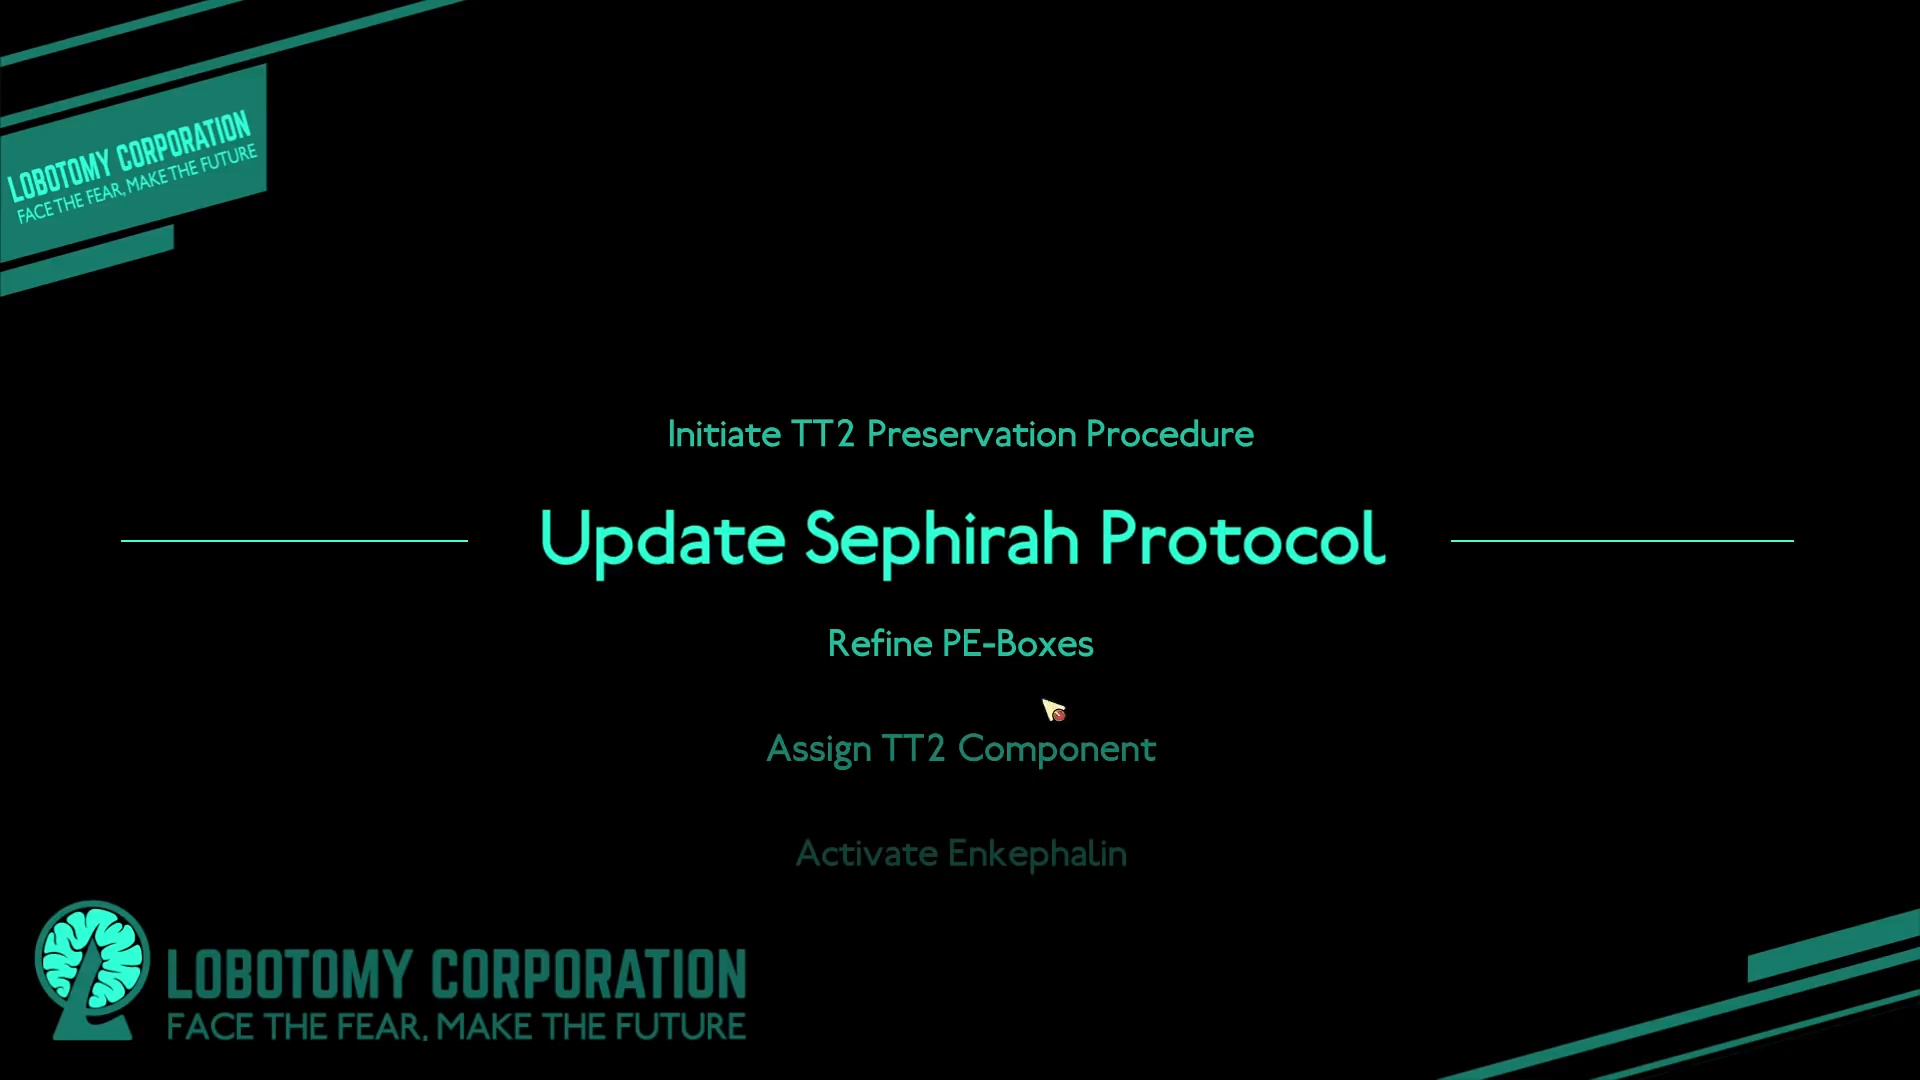 LOBOTOMY CORPORATION
FACE THE FEAR, MAKE THE FUTURE
Initiate TT2 Preservation Procedure
Update Sephirah Protocol
Refine PE-Boxes
Assign TT2 Component
Activate Enkephalin
LOBOTOMY CORPORATION
FACE THE FEAR, MAKE THE FUTURE